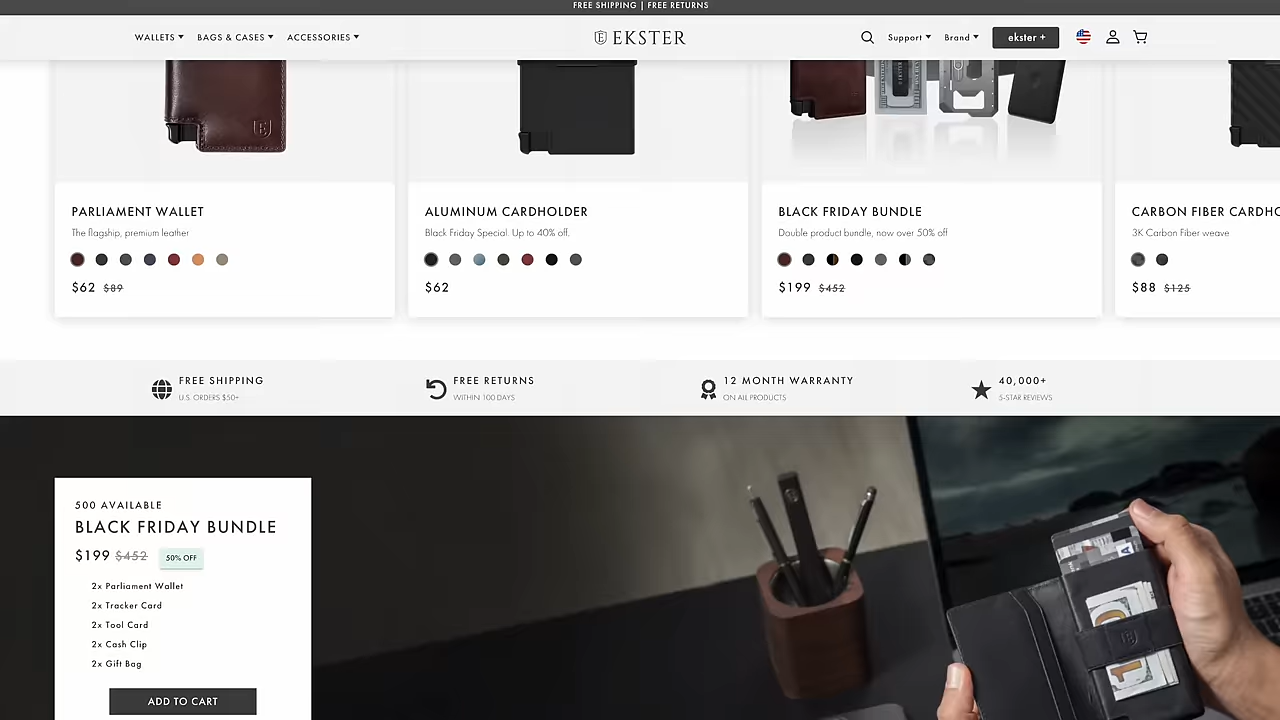 FREE SHIPPING | FREE RETURNS
WALLETS BAGS & CASES ACCESSORIES EKSTER Support Brand ekster +
PARLIAMENT WALLET
The flagship, premium leather
$62 $89
ALUMINUM CARDHOLDER
Black Friday Special. Up to 40% off.
$62
BLACK FRIDAY BUNDLE
Double product bundle, now over 50% off
$199 $452
CARBON FIBER CARDHO
3K Carbon Fiber weave
$88 $125
FREE SHIPPING
U.S. ORDERS $50+
FREE RETURNS
WITHIN 100 DAYS
12 MONTH WARRANTY
ON ALL PRODUCTS
40,000+
5-STAR REVIEWS
500 AVAILABLE
BLACK FRIDAY BUNDLE
$199 $452 50% OFF
2x Parliament Wallet
2x Tracker Card
2x Tool Card
2x Cash Clip
2x Gift Bag
ADD TO CART